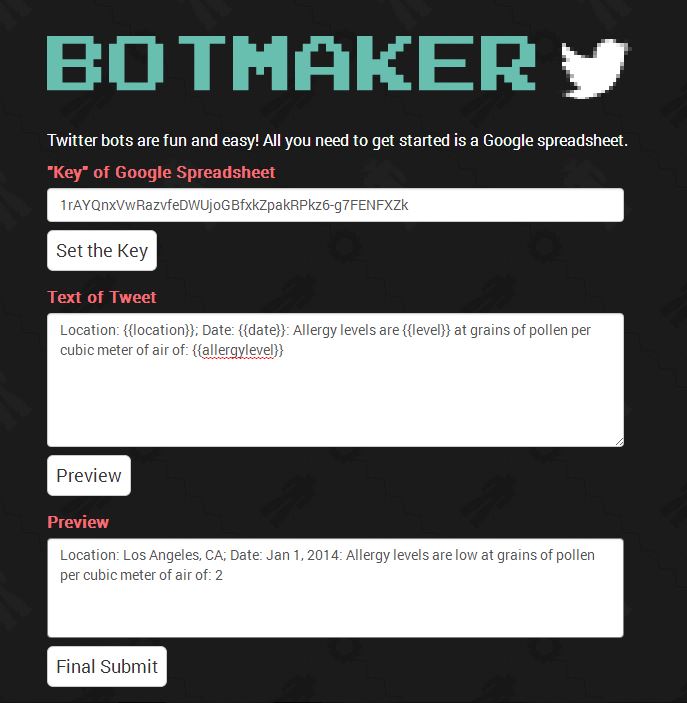 BOTMAKER
Twitter bots are fun and easy! All you need to get started is a Google spreadsheet.
"Key" of Google Spreadsheet
1rAYQnxVwRazvfeDWUjoGBfxkZpakRPkz6-g7FENFXZk
Set the Key
Text of Tweet
Location: {{location}}; Date: {{date}}: Allergy levels are {{level}} at grains of pollen per
cubic meter of air of: {{allergylevel}}
Preview
Preview
Location: Los Angeles, CA; Date: Jan 1, 2014: Allergy levels are low at grains of pollen
per cubic meter of air of: 2
Final Submit